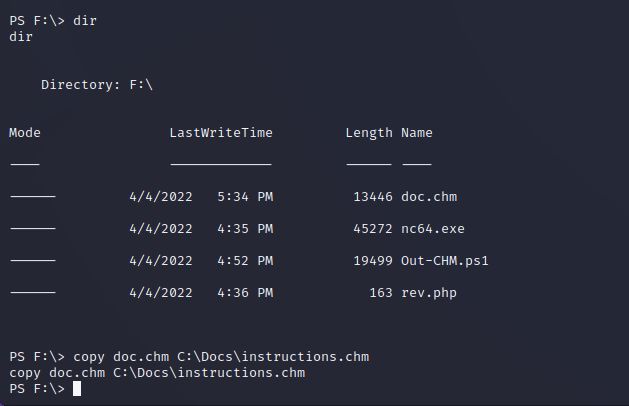 PS F:\> dir
dir
Directory: F:\
Mode LastWriteTime Length Name
---- ------------- ------ ----
------ 4/4/2022 5:34 PM 13446 doc.chm
------ 4/4/2022 4:35 PM 45272 nc64.exe
------ 4/4/2022 4:52 PM 19499 Out-CHM.ps1
------ 4/4/2022 4:36 PM 163 rev.php
PS F:\> copy doc.chm C:\Docs\instructions.chm
copy doc.chm C:\Docs\instructions.chm
PS F:\>